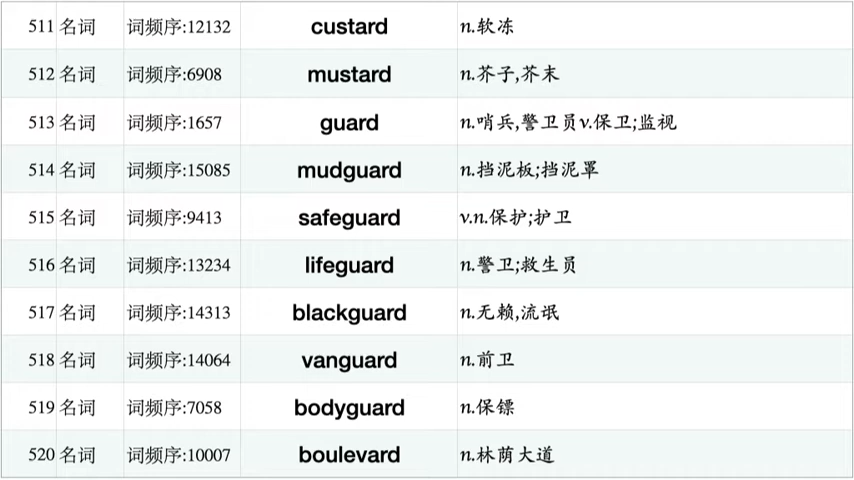 511 名词 词频序:12132 custard n.软冻
512 名词 词频序:6908 mustard n.芥子,芥末
513 名词 词频序:1657 guard n.哨兵,警卫员v.保卫;监视
514 名词 词频序:15085 mudguard n.挡泥板;挡泥罩
515 名词 词频序:9413 safeguard v.n.保护;护卫
516 名词 词频序:13234 lifeguard n.警卫;救生员
517 名词 词频序:14313 blackguard n.无赖,流氓
518 名词 词频序:14064 vanguard n.前卫
519 名词 词频序:7058 bodyguard n.保镖
520 名词 词频序:10007 boulevard n.林荫大道